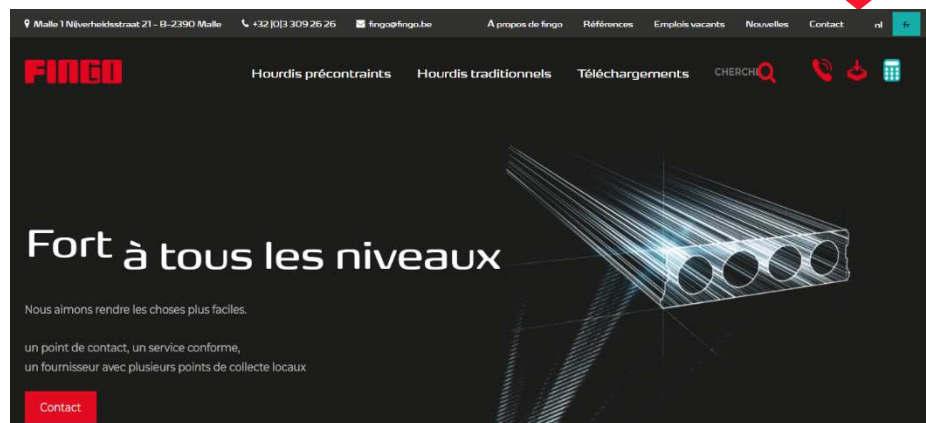 Malle 1 Nijverheidsstraat 21 - B-2390 Malle +32 (0)3 309 26 26 fingo@fingo.be A propos de fingo Références Emplois vacants Nouvelles Contact nl fr
FINGO Hourdis précontraints Hourdis traditionnels Téléchargements CHERCHE
Fort à tous les niveaux
Nous aimons rendre les choses plus faciles.
un point de contact, un service conforme,
un fournisseur avec plusieurs points de collecte locaux
Contact